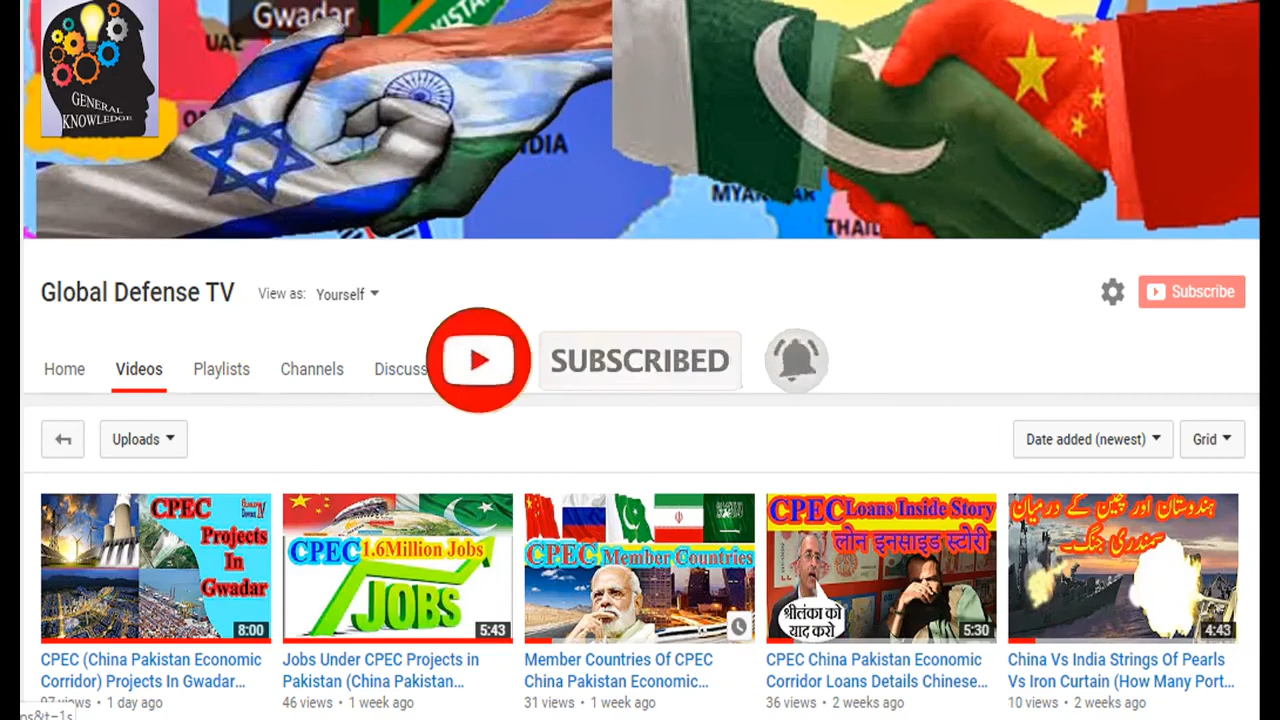 Gwadar
KISTAN
UAE
GENERAL
KNOWLEDGE
THAIL
Global Defense TV
View as: Yourself
Subscribe
SUBSCRIBED
Home
Videos
Playlists
Channels
Discuss
Uploads
Date added (newest)
Grid
CPEC
Projects
In
Gwadar
8:00
CPEC 1.6Million Jobs
JOBS
5:43
CPEC Member Countries
CPEC Loans Inside Story
लोन इनसाइड स्टोरी
श्रीलंका को
याद करो
5:30
ہندوستان اور چین کے درمیان
سمندری جنگ۔
4:43
CPEC (China Pakistan Economic
Corridor) Projects In Gwadar...
97 views • 1 day ago
Jobs Under CPEC Projects in
Pakistan (China Pakistan...
46 views • 1 week ago
Member Countries Of CPEC
China Pakistan Economic...
31 views • 1 week ago
CPEC China Pakistan Economic
Corridor Loans Details Chinese...
36 views • 2 weeks ago
China Vs India Strings Of Pearls
Vs Iron Curtain (How Many Port...
10 views • 2 weeks ago